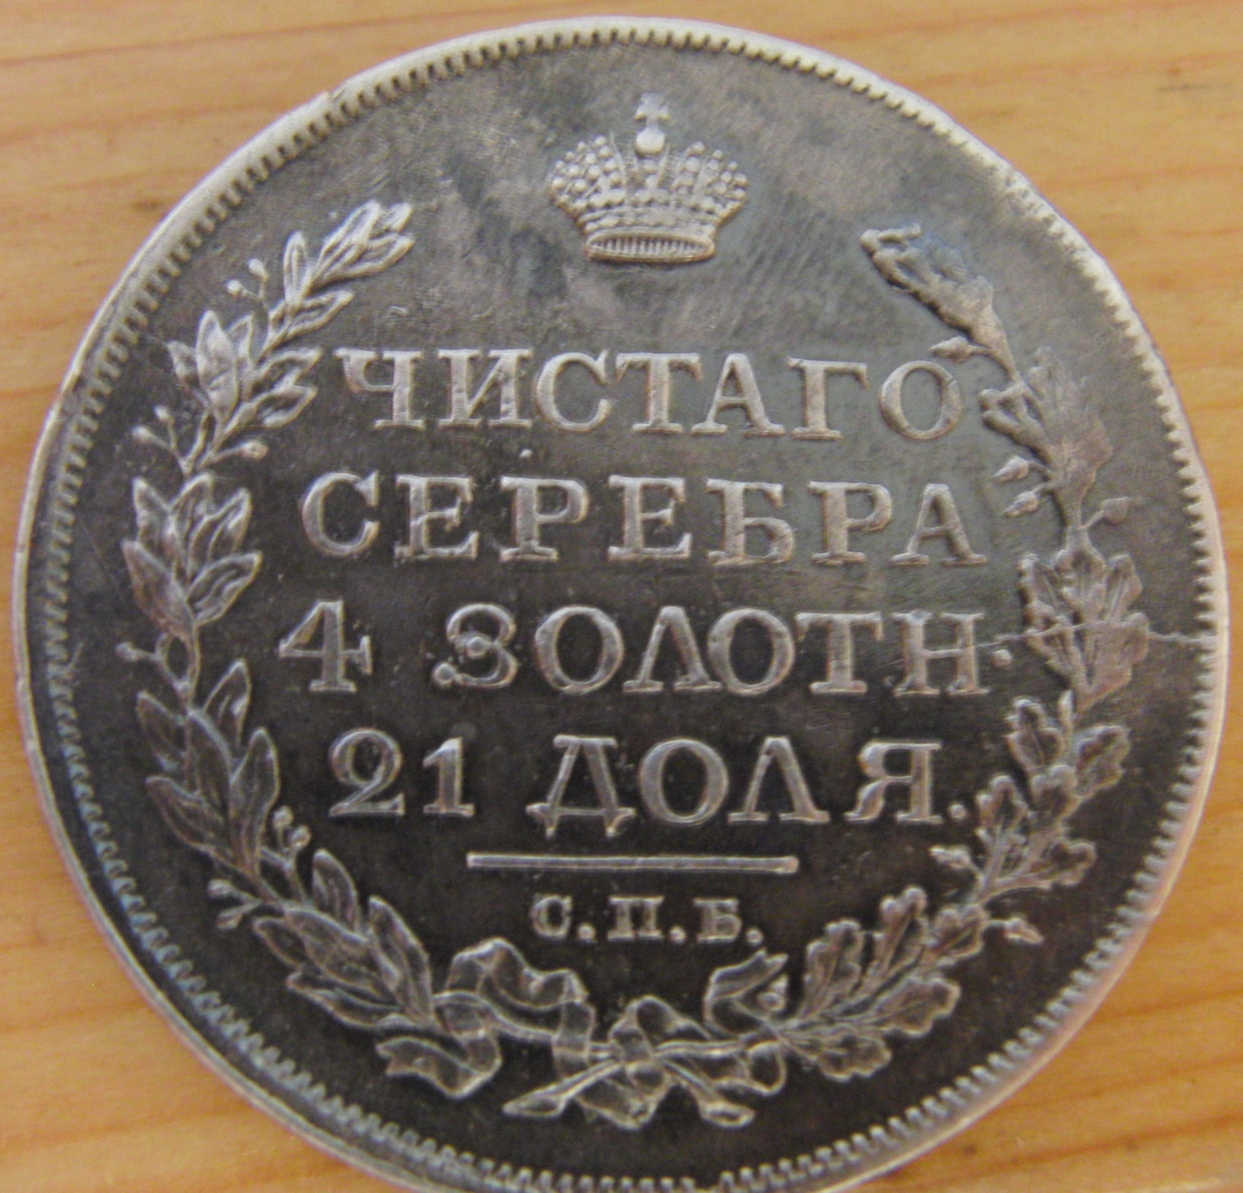 ЧИСТАГО
СЕРЕБРА
4 ЗОЛОТН.
21 ДОЛЯ.
С.П.Б.